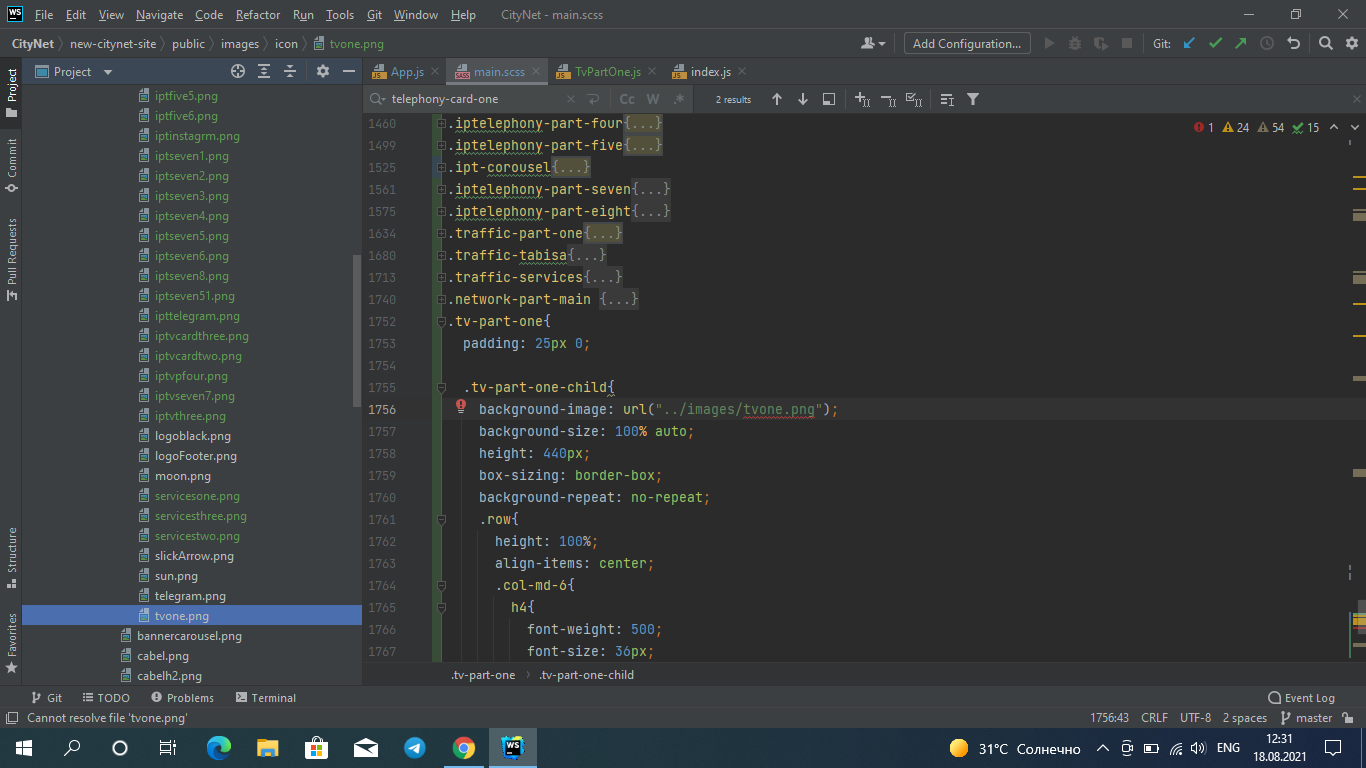 WS File Edit View Navigate Code Refactor Run Tools Git Window Help CityNet - main.scss
CityNet new-citynet-site public images icon tvone.png Add Configuration... Git:
Project App.js main.scss TvPartOne.js index.js
telephony-card-one Cc W .* 2 results
1 24 54 15
Project
Commit
Pull Requests
Structure
Favorites
iptfive5.png
iptfive6.png
iptinstagrm.png
iptseven1.png
iptseven2.png
iptseven3.png
iptseven4.png
iptseven5.png
iptseven6.png
iptseven8.png
iptseven51.png
ipttelegram.png
iptvcardthree.png
iptvcardtwo.png
iptvpfour.png
iptvseven7.png
iptvthree.png
logoblack.png
logoFooter.png
moon.png
servicesone.png
servicesthree.png
servicestwo.png
slickArrow.png
sun.png
telegram.png
tvone.png
bannercarousel.png
cabel.png
cabelh2.png
1460 .iptelephony-part-four{...}
1499 .iptelephony-part-five{...}
1525 .ipt-corousel{...}
1561 .iptelephony-part-seven{...}
1575 .iptelephony-part-eight{...}
1634 .traffic-part-one{...}
1680 .traffic-tabisa{...}
1713 .traffic-services{...}
1740 .network-part-main {...}
1752 .tv-part-one{
1753 padding: 25px 0;
1754
1755 .tv-part-one-child{
1756 background-image: url("../images/tvone.png");
1757 background-size: 100% auto;
1758 height: 440px;
1759 box-sizing: border-box;
1760 background-repeat: no-repeat;
1761 .row{
1762 height: 100%;
1763 align-items: center;
1764 .col-md-6{
1765 h4{
1766 font-weight: 500;
1767 font-size: 36px;
.tv-part-one .tv-part-one-child
Git TODO Problems Terminal Event Log
Cannot resolve file 'tvone.png' 1756:43 CRLF UTF-8 2 spaces master
WS 31°C Солнечно ENG 12:31
18.08.2021